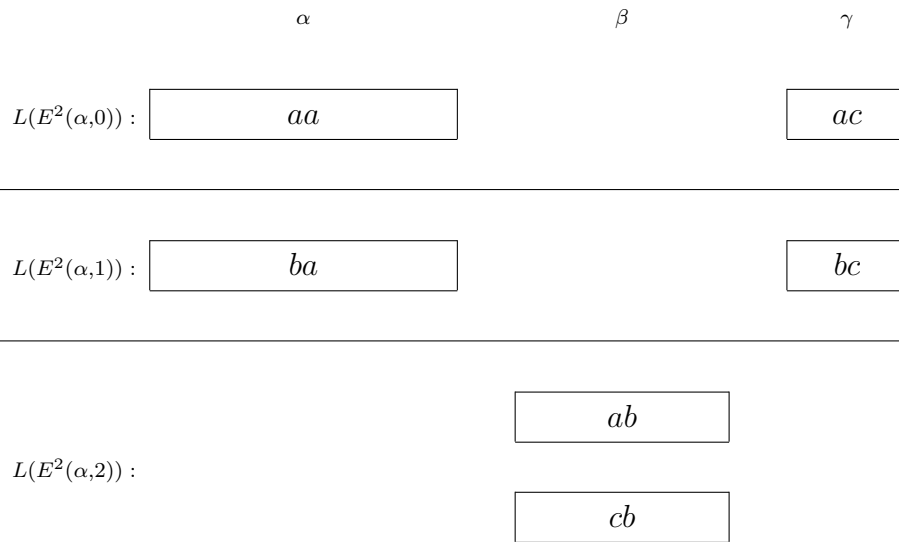 α β γ
L(E²(α,0)) : aa ac
L(E²(α,1)) : ba bc
ab
L(E²(α,2)) :
cb